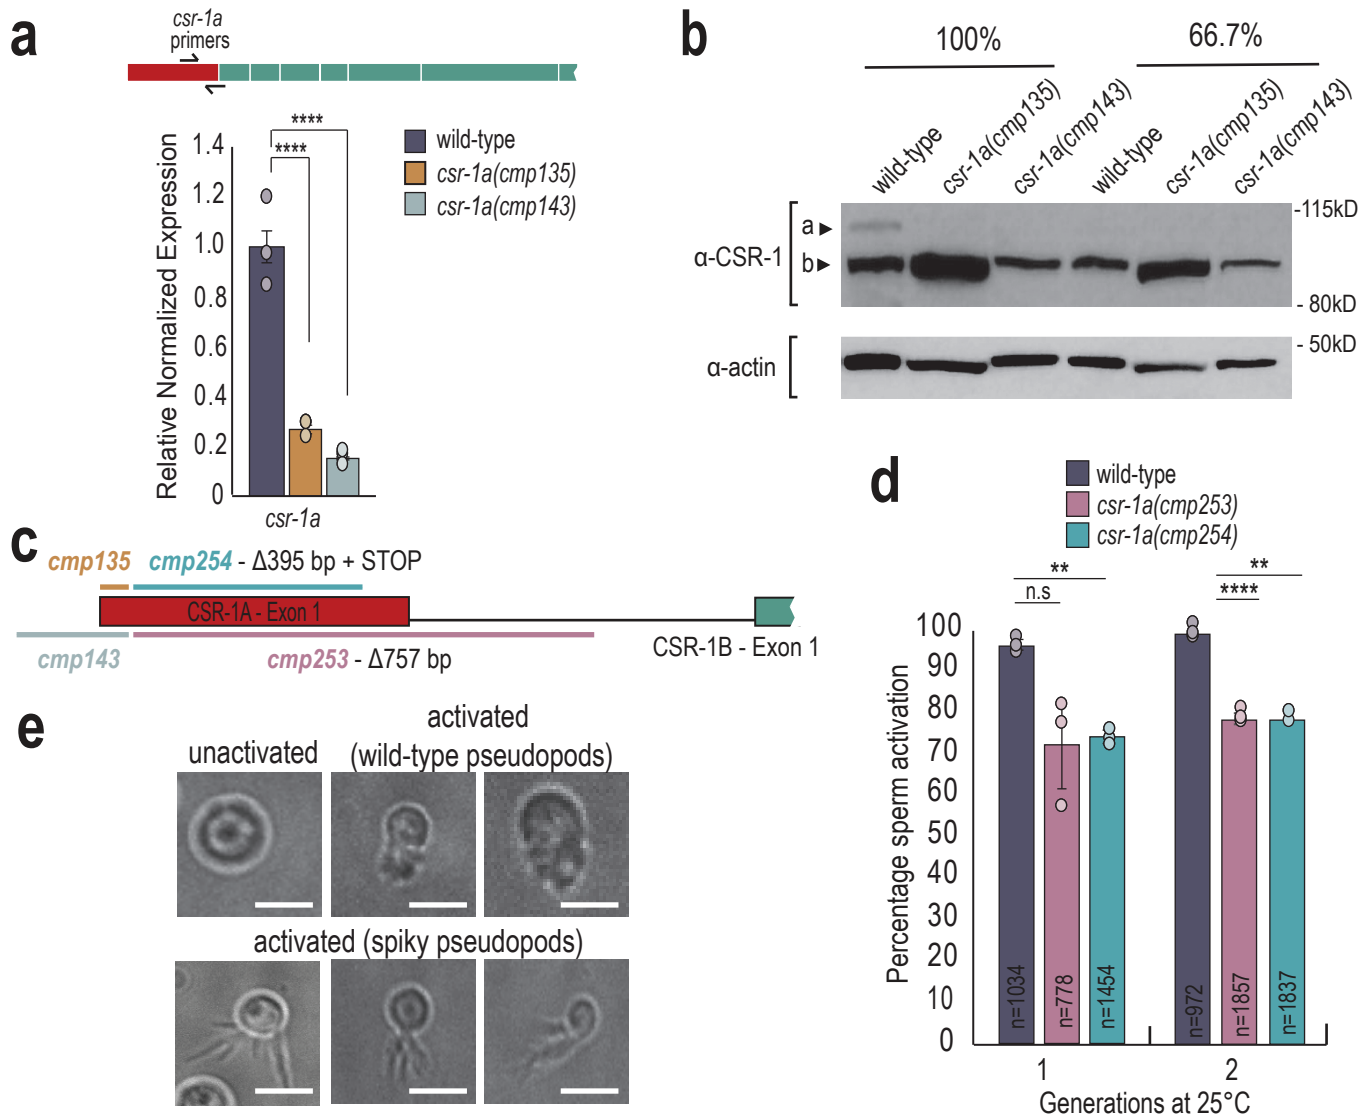 a
csr-1a
primers
****
****
1.4
1.2
1.0
0.8
0.6
0.4
0.2
0
Relative Normalized Expression
csr-1a
wild-type
csr-1a(cmp135)
csr-1a(cmp143)
b
100%
66.7%
wild-type
csr-1a(cmp135)
csr-1a(cmp143)
wild-type
csr-1a(cmp135)
csr-1a(cmp143)
α-CSR-1
a
b
-115kD
- 80kD
α-actin
- 50kD
c
cmp135
cmp254 - Δ395 bp + STOP
CSR-1A - Exon 1
CSR-1B - Exon 1
cmp143
cmp253 - Δ757 bp
d
wild-type
csr-1a(cmp253)
csr-1a(cmp254)
**
n.s
**
****
100
90
80
70
60
50
40
30
20
10
0
Percentage sperm activation
n=1034
n=778
n=1454
n=972
n=1857
n=1837
1
2
Generations at 25°C
e
unactivated
activated
(wild-type pseudopods)
activated (spiky pseudopods)